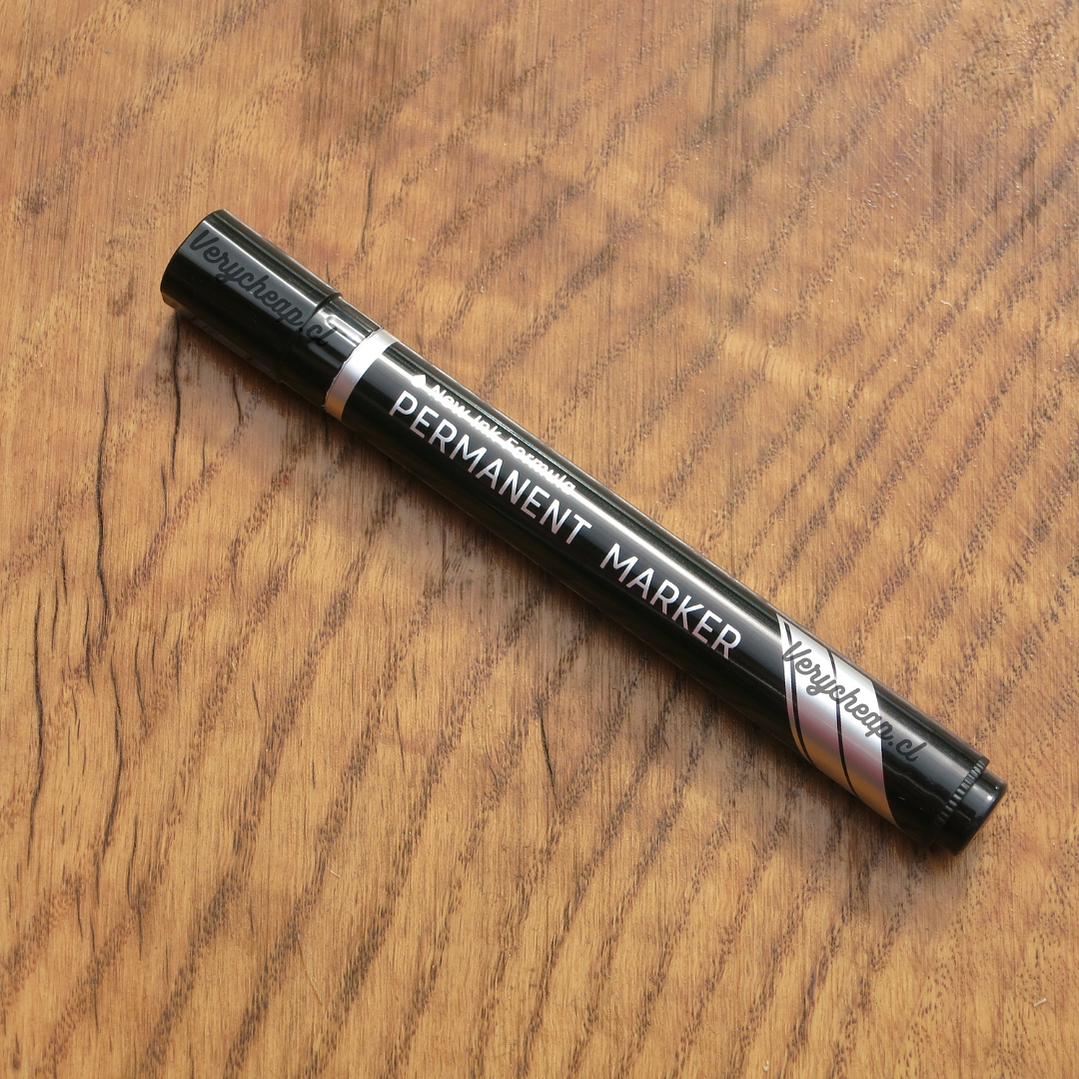 Verycheap.cl
New Ink Formula
PERMANENT MARKER
Verycheap.cl